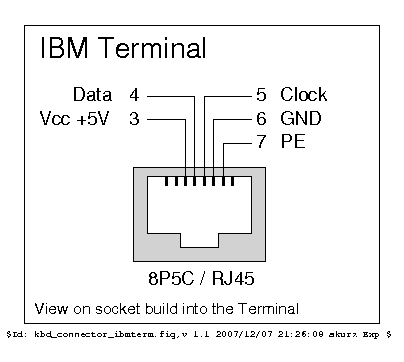 IBM Terminal
Data 4 5 Clock
Vcc +5V 3 6 GND
7 PE
8P5C / RJ45
View on socket build into the Terminal
$Id: kbd_connector_ibmterm.fig,v 1.1 2007/12/07 21:26:08 akurz Exp $